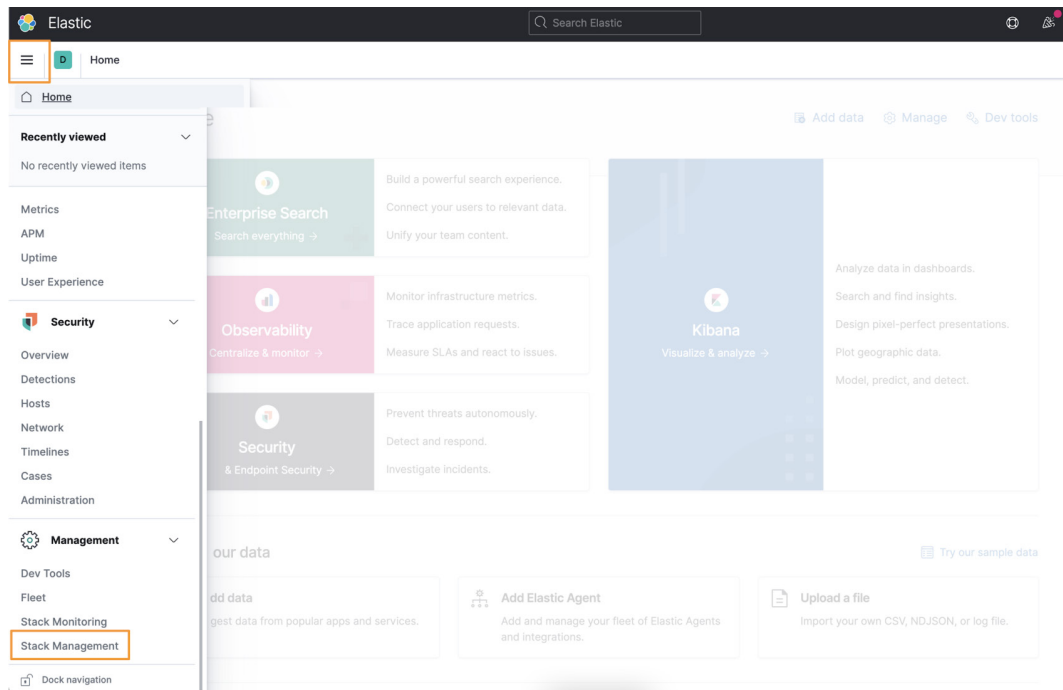 Elastic
Search Elastic
D
Home
Home
Recently viewed
No recently viewed items
Metrics
APM
Uptime
User Experience
Security
Overview
Detections
Hosts
Network
Timelines
Cases
Administration
Management
Dev Tools
Fleet
Stack Monitoring
Stack Management
Dock navigation
e
Add data
Manage
Dev tools
Enterprise Search
Search everything →
Build a powerful search experience.
Connect your users to relevant data.
Unify your team content.
Observability
Centralize & monitor →
Monitor infrastructure metrics.
Trace application requests.
Measure SLAs and react to issues.
Security
& Endpoint Security →
Prevent threats autonomously.
Detect and respond.
Investigate incidents.
Kibana
Visualize & analyze →
Analyze data in dashboards.
Search and find insights.
Design pixel-perfect presentations.
Plot geographic data.
Model, predict, and detect.
our data
Try our sample data
dd data
gest data from popular apps and services.
Add Elastic Agent
Add and manage your fleet of Elastic Agents
and integrations.
Upload a file
Import your own CSV, NDJSON, or log file.